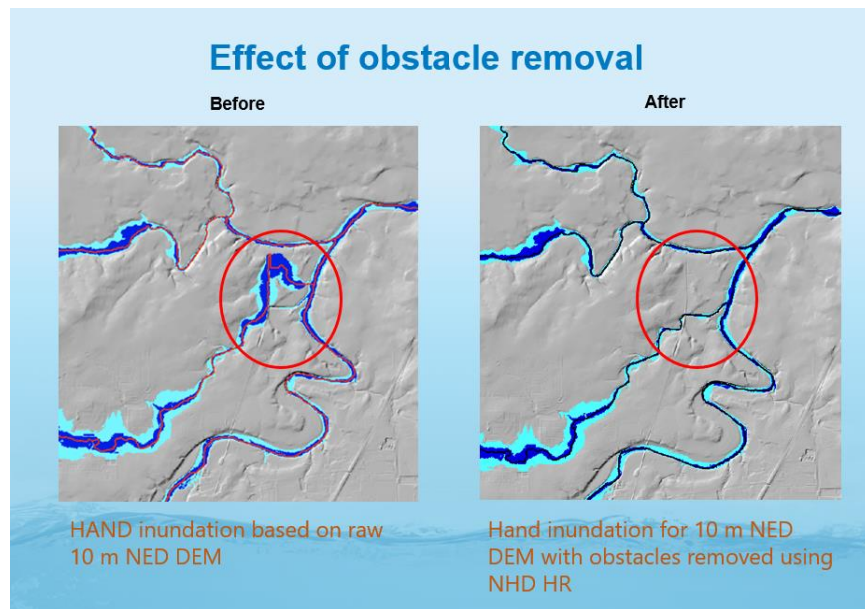 Effect of obstacle removal
Before
After
HAND inundation based on raw
10 m NED DEM
Hand inundation for 10 m NED
DEM with obstacles removed using
NHD HR